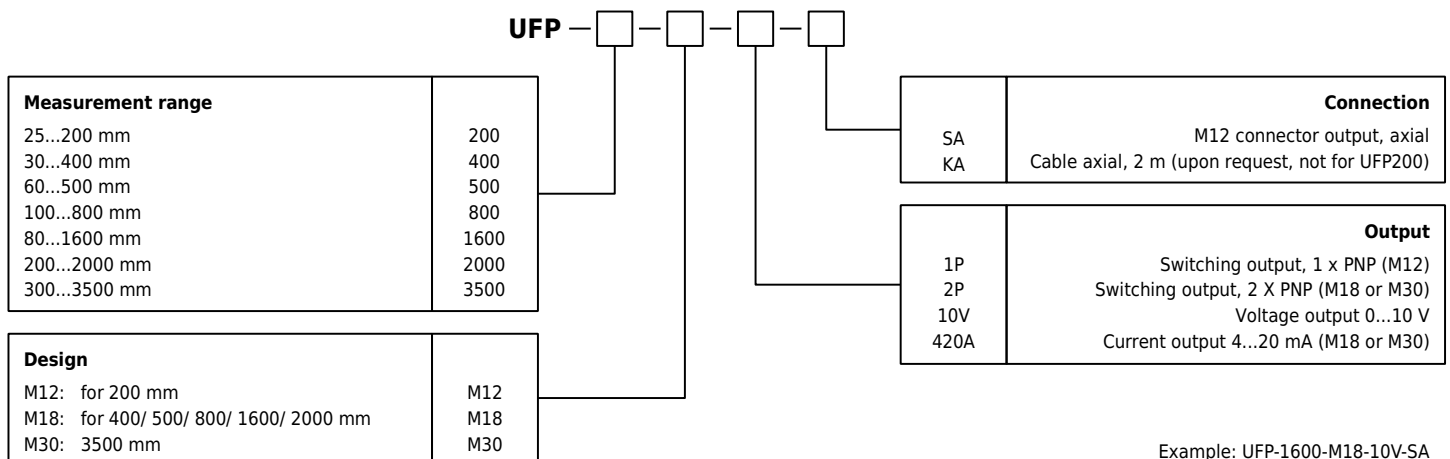 UFP
Measurement range
25...200 mm 200
30...400 mm 400
60...500 mm 500
100...800 mm 800
80...1600 mm 1600
200...2000 mm 2000
300...3500 mm 3500
Design
M12: for 200 mm M12
M18: for 400/ 500/ 800/ 1600/ 2000 mm M18
M30: 3500 mm M30
Connection
SA M12 connector output, axial
KA Cable axial, 2 m (upon request, not for UFP200)
Output
1P Switching output, 1 x PNP (M12)
2P Switching output, 2 X PNP (M18 or M30)
10V Voltage output 0...10 V
420A Current output 4...20 mA (M18 or M30)
Example: UFP-1600-M18-10V-SA